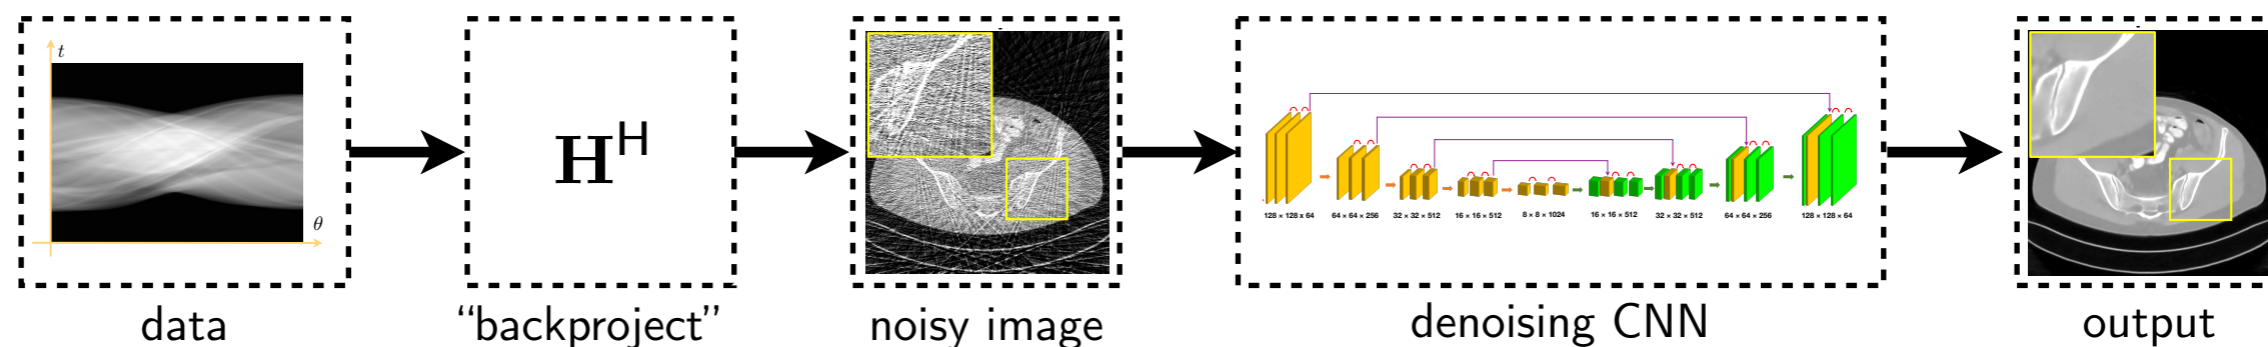 t
θ
data
H^H
“backproject”
noisy image
128 × 128 x 64
64 × 64 × 256
32 × 32 × 512
16 × 16 × 512
8 × 8 × 1024
16 × 16 × 512
32 × 32 × 512
64 × 64 × 256
128 × 128 × 64
denoising CNN
output